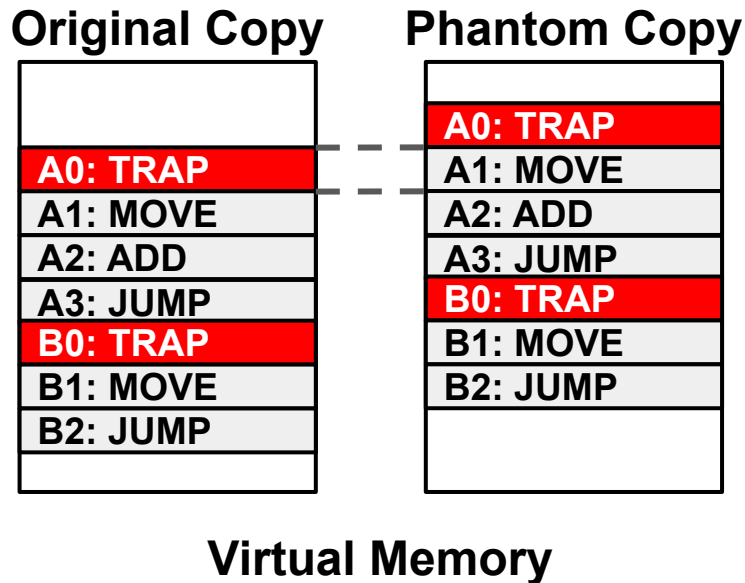 Original Copy
A0: TRAP
A1: MOVE
A2: ADD
A3: JUMP
B0: TRAP
B1: MOVE
B2: JUMP
Phantom Copy
A0: TRAP
A1: MOVE
A2: ADD
A3: JUMP
B0: TRAP
B1: MOVE
B2: JUMP
Virtual Memory